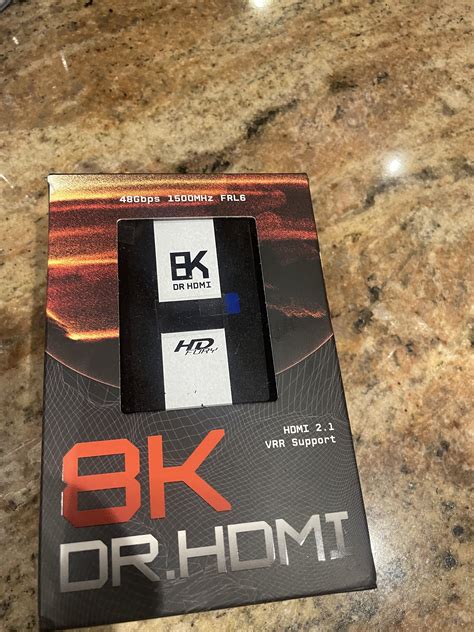 48Gbps 1500MHz FRL6
8K
DR HDMI
HD
FURY
HDMI 2.1
VRR Support
8K
DR.HDMI